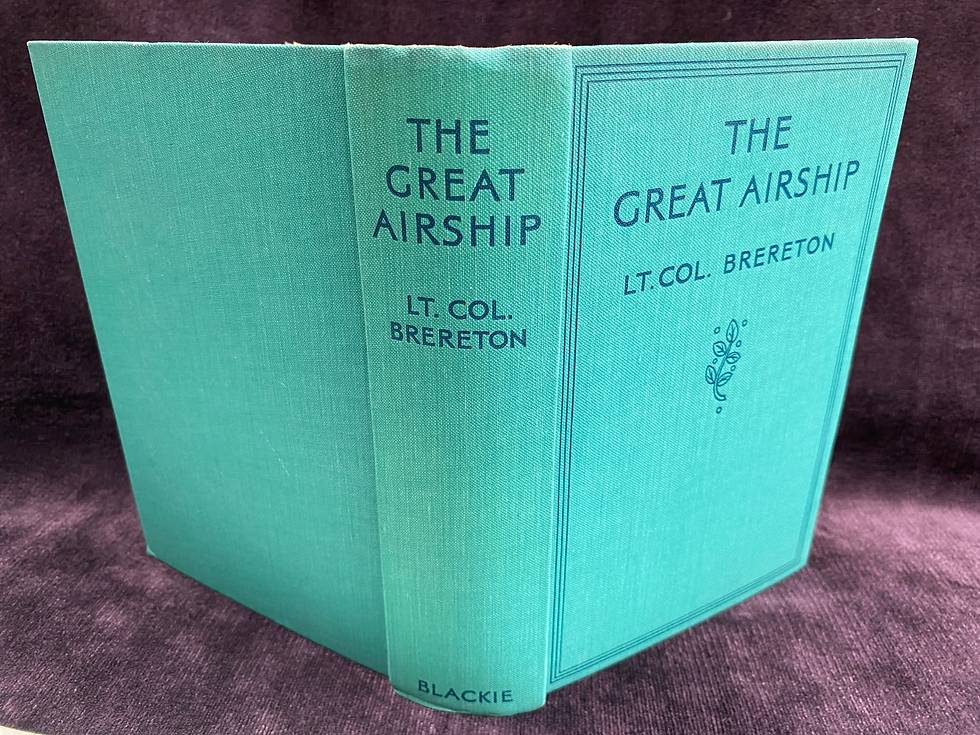 THE
GREAT
AIRSHIP
LT. COL.
BRERETON
BLACKIE
THE
GREAT AIRSHIP
LT. COL. BRERETON